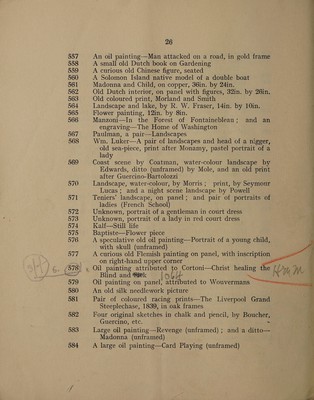 26
557 An oil painting—Man attacked on a road, in gold frame
558 A small old Dutch book on Gardening
559 A curious old Chinese figure, seated
560 A Solomon Island native model of a double boat
561 Madonna and Child, on copper, 36in. by 24in.
562 Old Dutch interior, on panel with figures, 32in. by 26in.
563 Old coloured print, Morland and Smith
564 Landscape and lake, by R. W. Fraser, 14in. by 10in.
565 Flower painting, 12in. by 8in.
566 Manzoni—In the Forest of Fontainebleau; and an
engraving—The Home of Washington
567 Paulman, a pair—Landscapes
568 Wm. Luker—A pair of landscapes and head of a nigger,
old sea-piece, print after Monamy, pastel portrait of a
lady
569 Coast scene by Coatman, water-colour landscape by
Edwards, ditto (unframed) by Mole, and an old print
after Guerrino-Bartolozzi
570 Landscape, water-colour, by Morris; print, by Seymour
Lucas; and a night scene landscape by Powell
571 Teniers' landscape, on panel; and pair of portraits of
ladies (French School)
572 Unknown, portrait of a gentleman in court dress
573 Unknown, portrait of a lady in red court dress
574 Kalf—Still life
575 Baptiste—Flower piece
576 A speculative old oil painting—Portrait of a young child,
with skull (unframed)
577 A curious old Flemish painting on panel, with inscription
on right-hand upper corner
578 Oil painting attributed to Cortoni—Christ healing the
Blind and
579 Oil painting on panel, attributed to Wouvermans
580 An old silk needlework picture
581 Pair of coloured racing prints—The Liverpool Grand
Steeplechase, 1839, in oak frames
582 Four original sketches in chalk and pencil, by Boucher,
Guercino, etc.
583 Large oil painting—Revenge (unframed); and a ditto—
Madonna (unframed)
584 A large oil painting—Card Playing (unframed)